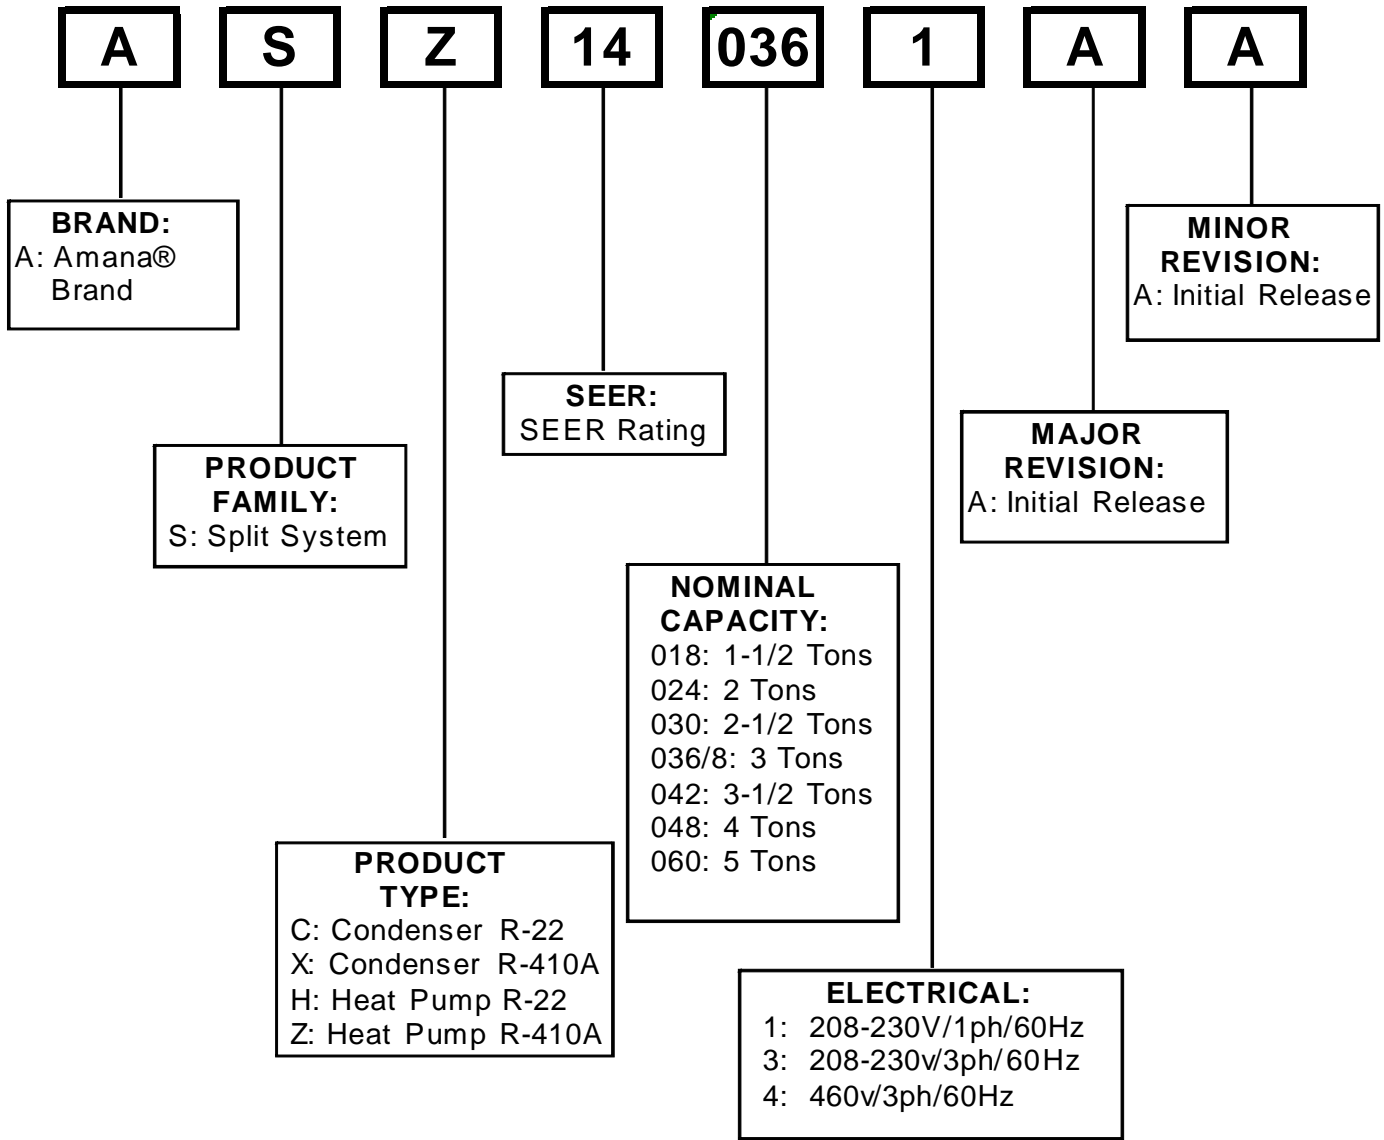 A S Z 14 036 1 A A
BRAND:
A: Amana®
Brand
MINOR
REVISION:
A: Initial Release
SEER:
SEER Rating
MAJOR
REVISION:
A: Initial Release
PRODUCT
FAMILY:
S: Split System
NOMINAL
CAPACITY:
018: 1-1/2 Tons
024: 2 Tons
030: 2-1/2 Tons
036/8: 3 Tons
042: 3-1/2 Tons
048: 4 Tons
060: 5 Tons
PRODUCT
TYPE:
C: Condenser R-22
X: Condenser R-410A
H: Heat Pump R-22
Z: Heat Pump R-410A
ELECTRICAL:
1: 208-230V/1ph/60Hz
3: 208-230v/3ph/60Hz
4: 460v/3ph/60Hz